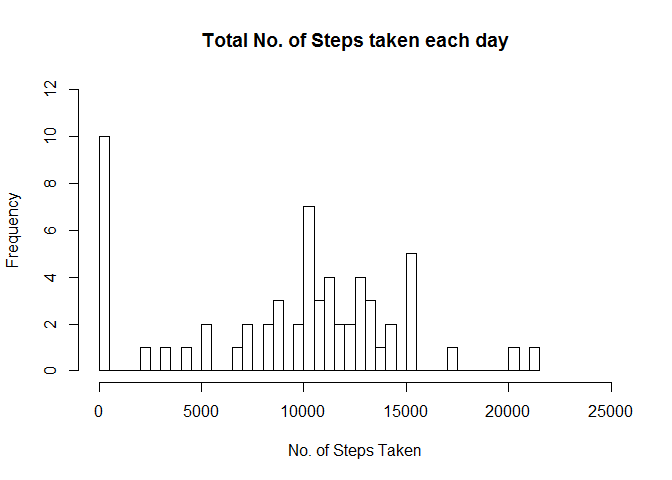 Total No. of Steps taken each day
Frequency
12
10
8
6
4
2
0
0 5000 10000 15000 20000 25000
No. of Steps Taken